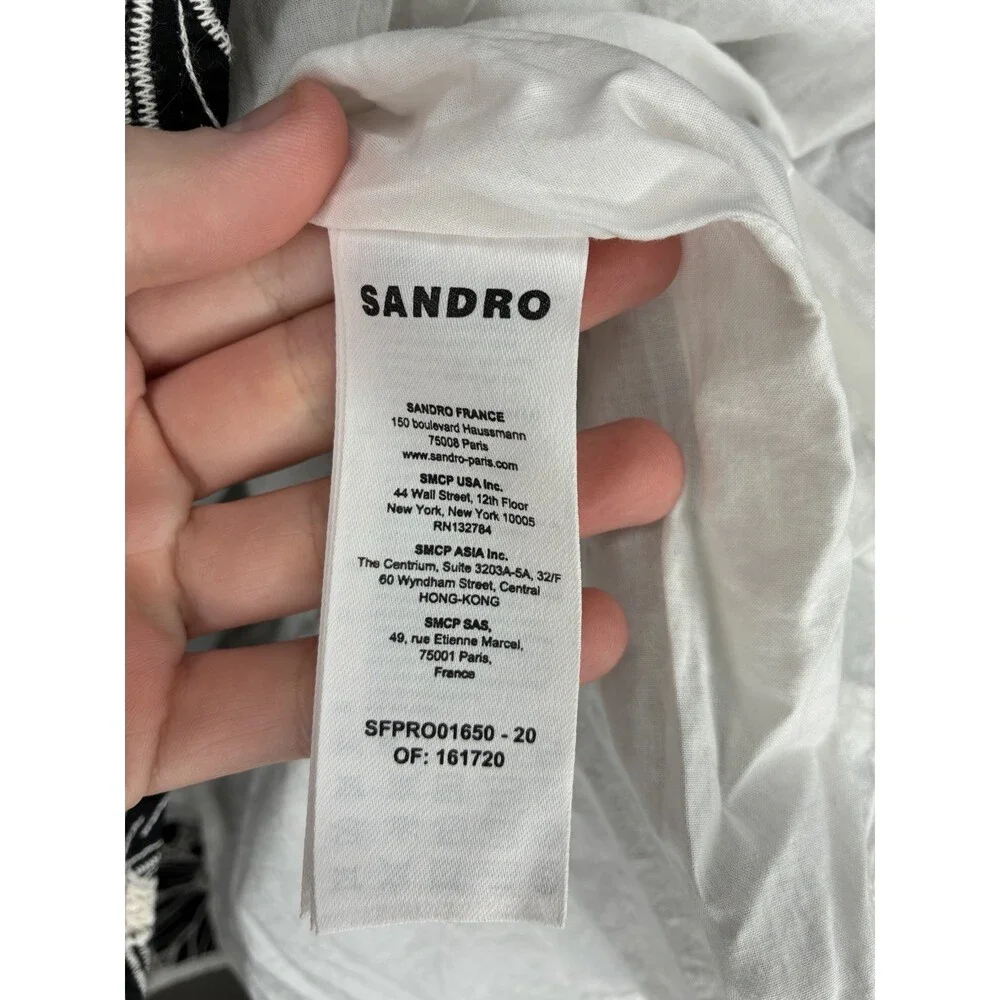 SANDRO
SANDRO FRANCE
150 boulevard Haussmann
75008 Paris
www.sandro-paris.com
SMCP USA Inc.
44 Wall Street, 12th Floor
New York, New York 10005
RN132784
SMCP ASIA Inc.
The Centrium, Suite 3203A-5A, 32/F
60 Wyndham Street, Central
HONG-KONG
SMCP SAS,
49, rue Etienne Marcel,
75001 Paris,
France
SFPRO01650 - 20
OF: 161720